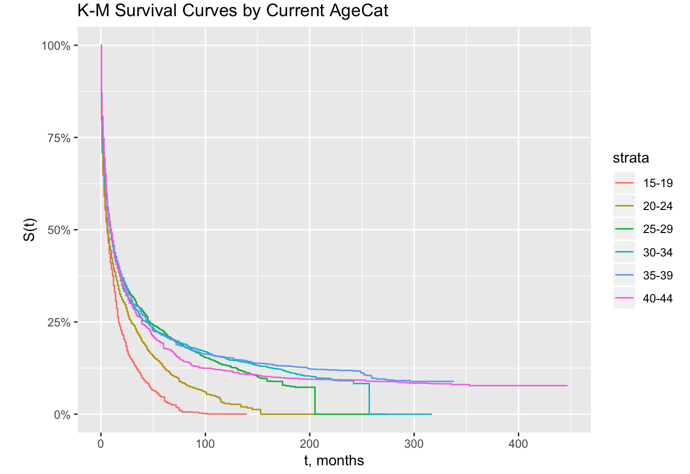 K-M Survival Curves by Current AgeCat
100%
75%
50%
25%
0%
S(t)
0 100 200 300 400
t, months
strata
15-19
20-24
25-29
30-34
35-39
40-44